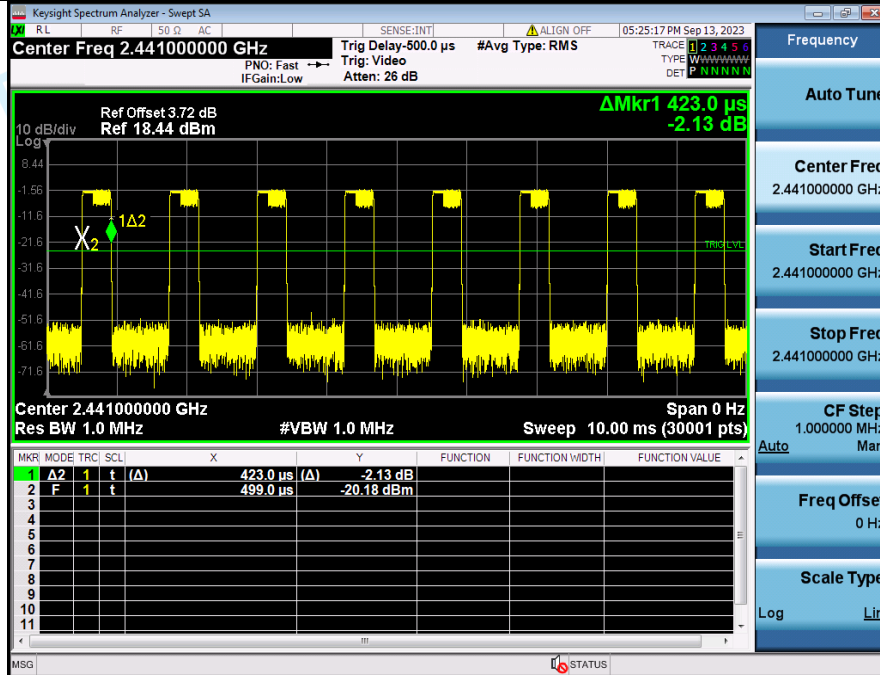 Keysight Spectrum Analyzer - Swept SA
LXI RL RF 50 Ω AC SENSE:INT ALIGN OFF 05:25:17 PM Sep 13, 2023
Center Freq 2.441000000 GHz
PNO: Fast
IFGain:Low
Trig Delay-500.0 µs
Trig: Video
Atten: 26 dB
#Avg Type: RMS
TRACE 1 2 3 4 5 6
TYPE WWWWWW
DET P N N N N N
ΔMkr1 423.0 µs
-2.13 dB
Ref Offset 3.72 dB
10 dB/div Ref 18.44 dBm
Log
8.44
-1.56
-11.6
-21.6
-31.6
-41.6
-51.6
-61.6
-71.6
1Δ2
X2
TRIG LVL
Center 2.441000000 GHz Span 0 Hz
Res BW 1.0 MHz #VBW 1.0 MHz Sweep 10.00 ms (30001 pts)
MKR MODE TRC SCL X Y FUNCTION FUNCTION WIDTH FUNCTION VALUE
1 Δ2 1 t (Δ) 423.0 µs (Δ) -2.13 dB
2 F 1 t 499.0 µs -20.18 dBm
3
4
5
6
7
8
9
10
11
MSG STATUS
Frequency
Auto Tune
Center Freq
2.441000000 GHz
Start Freq
2.441000000 GHz
Stop Freq
2.441000000 GHz
CF Step
1.000000 MHz
Auto Man
Freq Offset
0 Hz
Scale Type
Log Lin